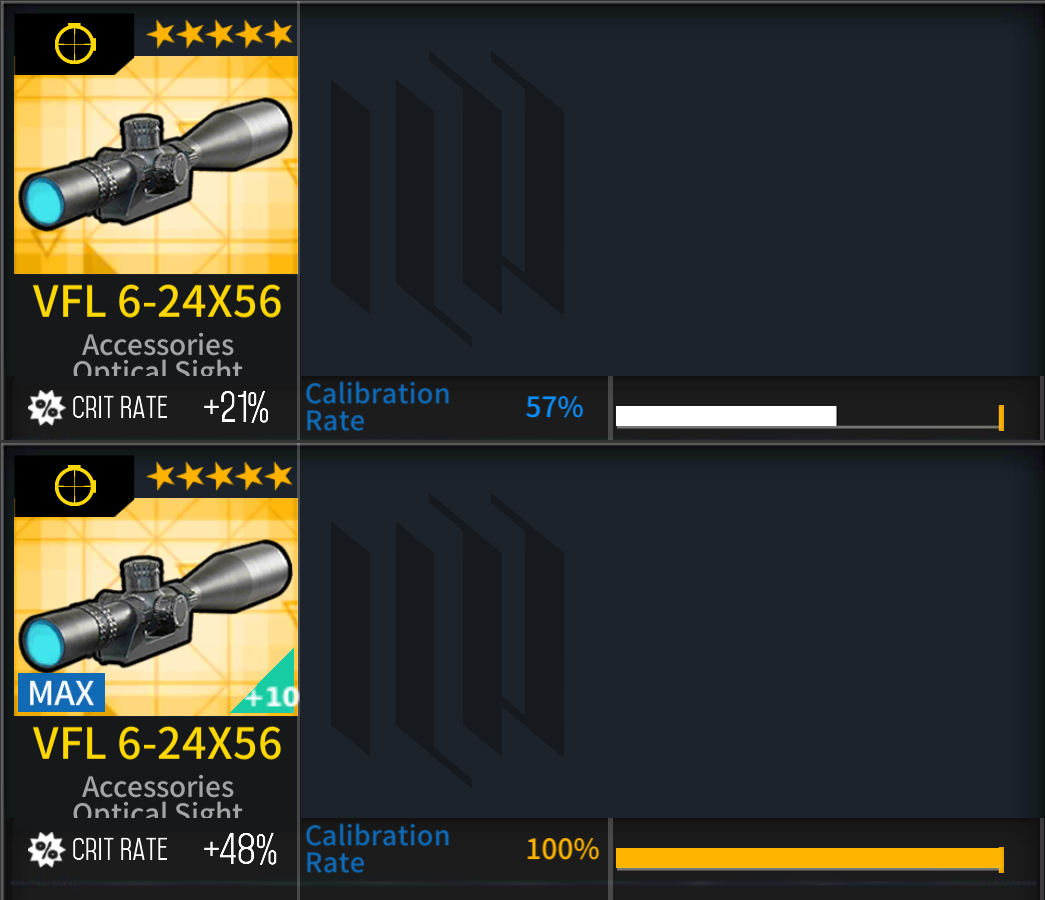 VFL 6-24X56
Accessories
Optical Sight
CRIT RATE +21%
Calibration
Rate
57%
MAX
+10
VFL 6-24X56
Accessories
Optical Sight
CRIT RATE +48%
Calibration
Rate
100%